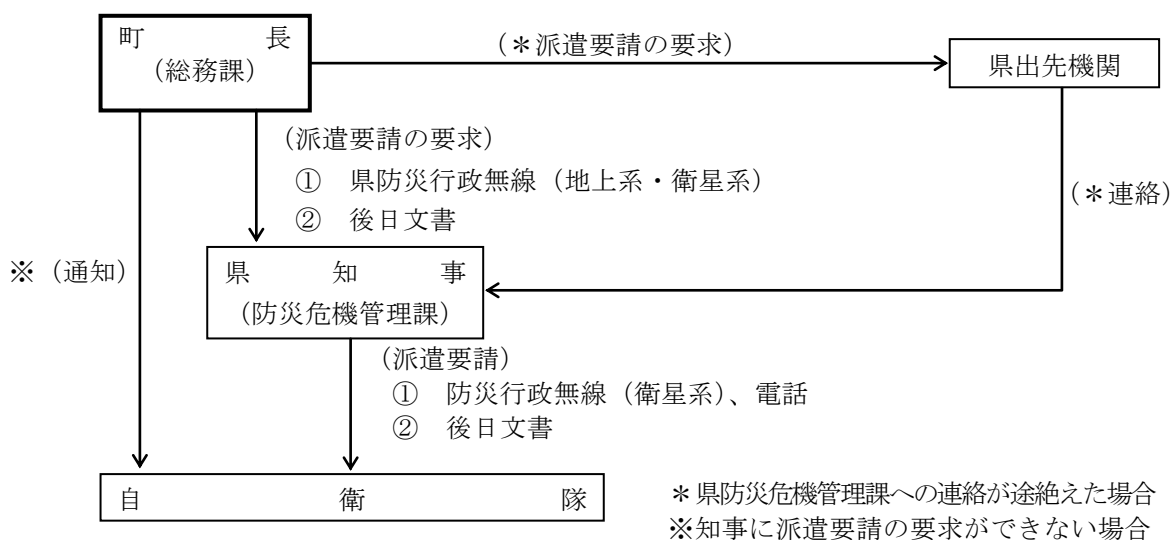 町長
(総務課)
(＊派遣要請の要求)
県出先機関
(派遣要請の要求)
① 県防災行政無線（地上系・衛星系）
② 後日文書
(＊連絡)
※（通知）
県知事
(防災危機管理課)
(派遣要請)
① 防災行政無線（衛星系）、電話
② 後日文書
自衛隊
＊県防災危機管理課への連絡が途絶えた場合
※知事に派遣要請の要求ができない場合